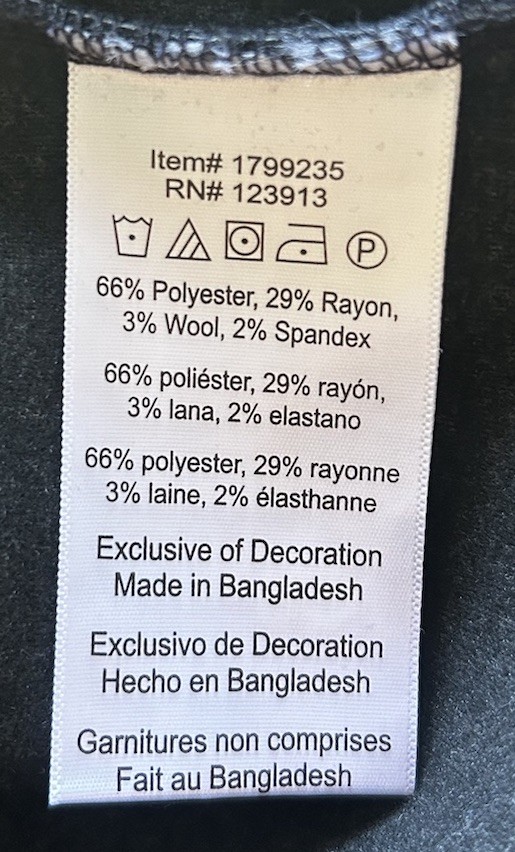 Item# 1799235
RN# 123913
P
66% Polyester, 29% Rayon,
3% Wool, 2% Spandex
66% poliéster, 29% rayón,
3% lana, 2% elastano
66% polyester, 29% rayonne
3% laine, 2% élasthanne
Exclusive of Decoration
Made in Bangladesh
Exclusivo de Decoration
Hecho en Bangladesh
Garnitures non comprises
Fait au Bangladesh